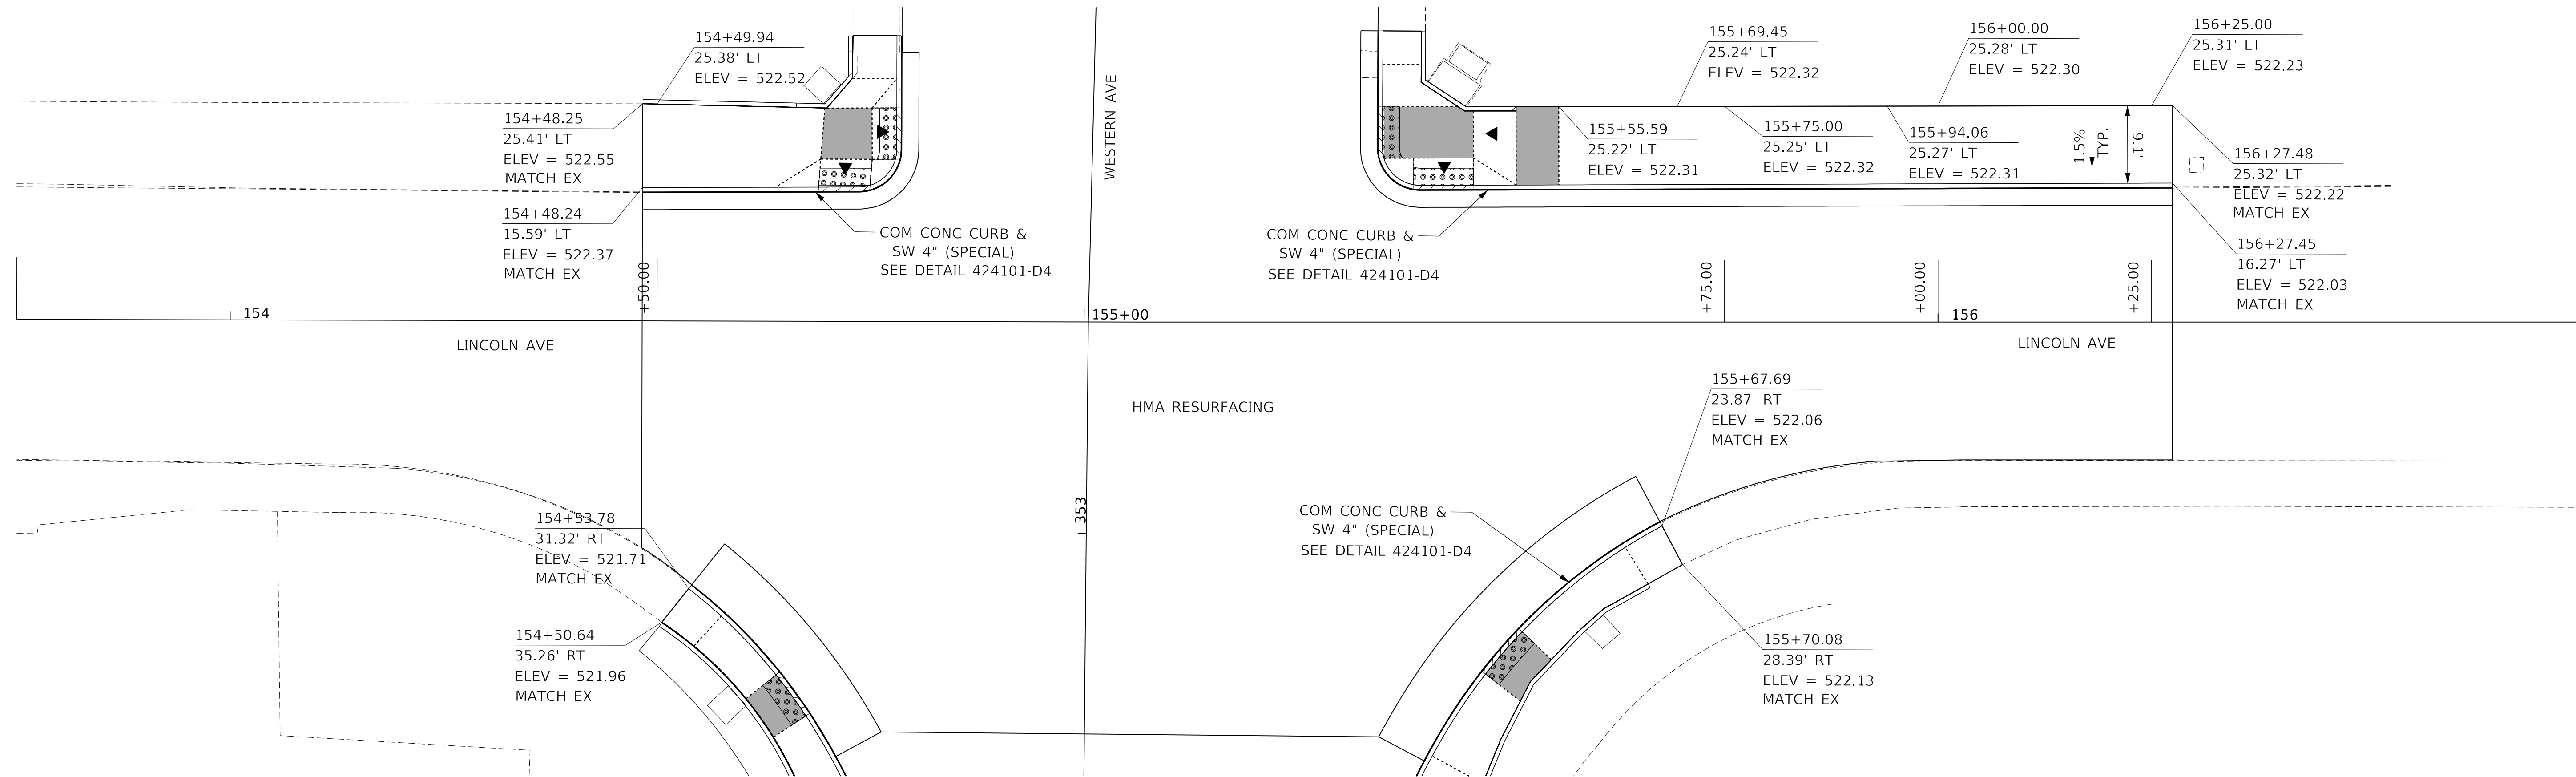 154+49.94
25.38' LT
ELEV = 522.52
155+69.45
25.24' LT
ELEV = 522.32
156+00.00
25.28' LT
ELEV = 522.30
156+25.00
25.31' LT
ELEV = 522.23
154+48.25
25.41' LT
ELEV = 522.55
MATCH EX
WESTERN AVE
155+55.59
25.22' LT
ELEV = 522.31
155+75.00
25.25' LT
ELEV = 522.32
155+94.06
25.27' LT
ELEV = 522.31
1.5%
TYP.
9.1'
156+27.48
25.32' LT
ELEV = 522.22
MATCH EX
154+48.24
15.59' LT
ELEV = 522.37
MATCH EX
COM CONC CURB &
SW 4" (SPECIAL)
SEE DETAIL 424101-D4
COM CONC CURB &
SW 4" (SPECIAL)
SEE DETAIL 424101-D4
156+27.45
16.27' LT
ELEV = 522.03
MATCH EX
+50.00
+75.00
+00.00
+25.00
154
155+00
156
LINCOLN AVE
LINCOLN AVE
HMA RESURFACING
155+67.69
23.87' RT
ELEV = 522.06
MATCH EX
353
154+53.78
31.32' RT
ELEV = 521.71
MATCH EX
COM CONC CURB &
SW 4" (SPECIAL)
SEE DETAIL 424101-D4
154+50.64
35.26' RT
ELEV = 521.96
MATCH EX
155+70.08
28.39' RT
ELEV = 522.13
MATCH EX